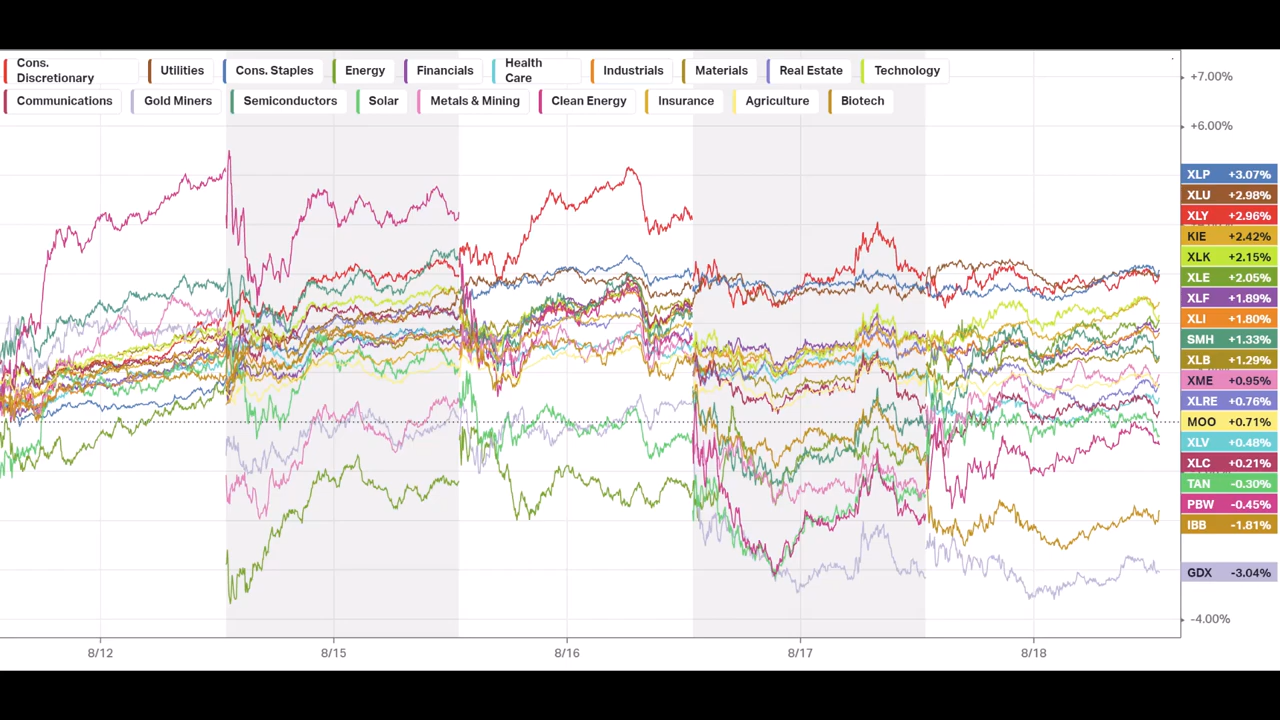 Cons. Discretionary
Utilities
Cons. Staples
Energy
Financials
Health Care
Industrials
Materials
Real Estate
Technology
Communications
Gold Miners
Semiconductors
Solar
Metals & Mining
Clean Energy
Insurance
Agriculture
Biotech
+7.00%
+6.00%
XLP +3.07%
XLU +2.98%
XLY +2.96%
KIE +2.42%
XLK +2.15%
XLE +2.05%
XLF +1.89%
XLI +1.80%
SMH +1.33%
XLB +1.29%
XME +0.95%
XLRE +0.76%
MOO +0.71%
XLV +0.48%
XLC +0.21%
TAN -0.30%
PBW -0.45%
IBB -1.81%
GDX -3.04%
-4.00%
8/12
8/15
8/16
8/17
8/18